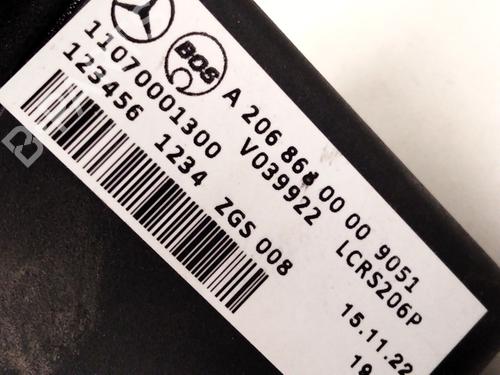 BOS
A 206 868 00 00 9051
11070001300 V039922 LCRS206P
123456 1234 ZGS 008 15.11.22